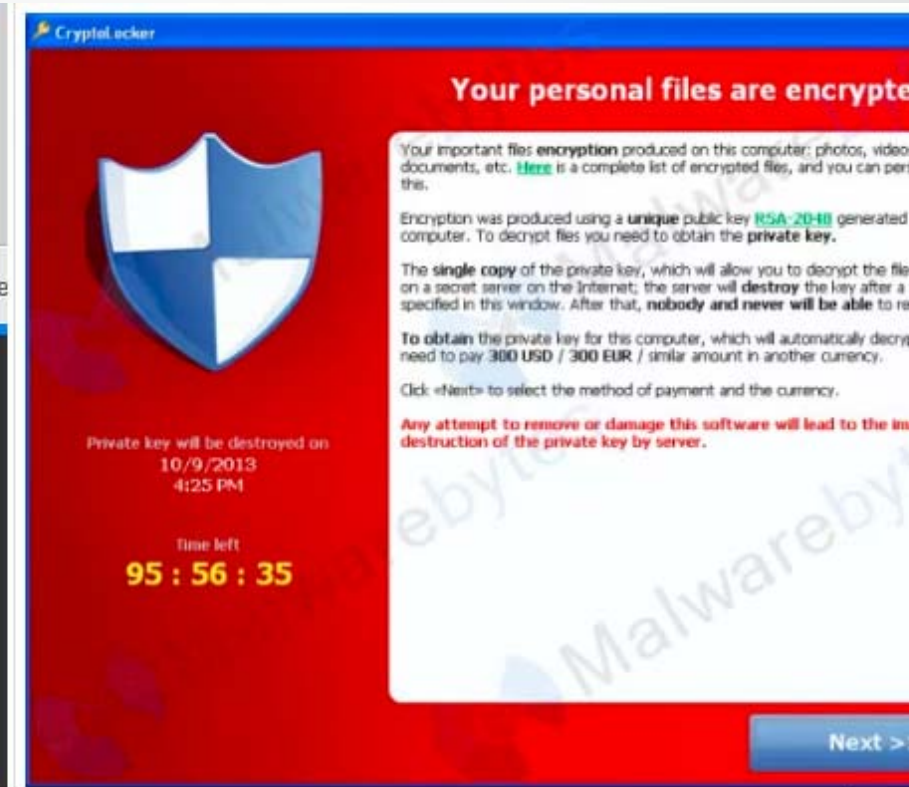 CryptoLocker
Your personal files are encrypte
Your important files encryption produced on this computer: photos, videos
documents, etc. Here is a complete list of encrypted files, and you can pers
this.
Encryption was produced using a unique public key RSA-2048 generated
computer. To decrypt files you need to obtain the private key.
The single copy of the private key, which will allow you to decrypt the file
on a secret server on the Internet; the server will destroy the key after a
specified in this window. After that, nobody and never will be able to re
To obtain the private key for this computer, which will automatically decryp
need to pay 300 USD / 300 EUR / similar amount in another currency.
Click «Next» to select the method of payment and the currency.
Any attempt to remove or damage this software will lead to the im
destruction of the private key by server.
Private key will be destroyed on
10/9/2013
4:25 PM
Time left
95 : 56 : 35
Next >
Malwarebytes